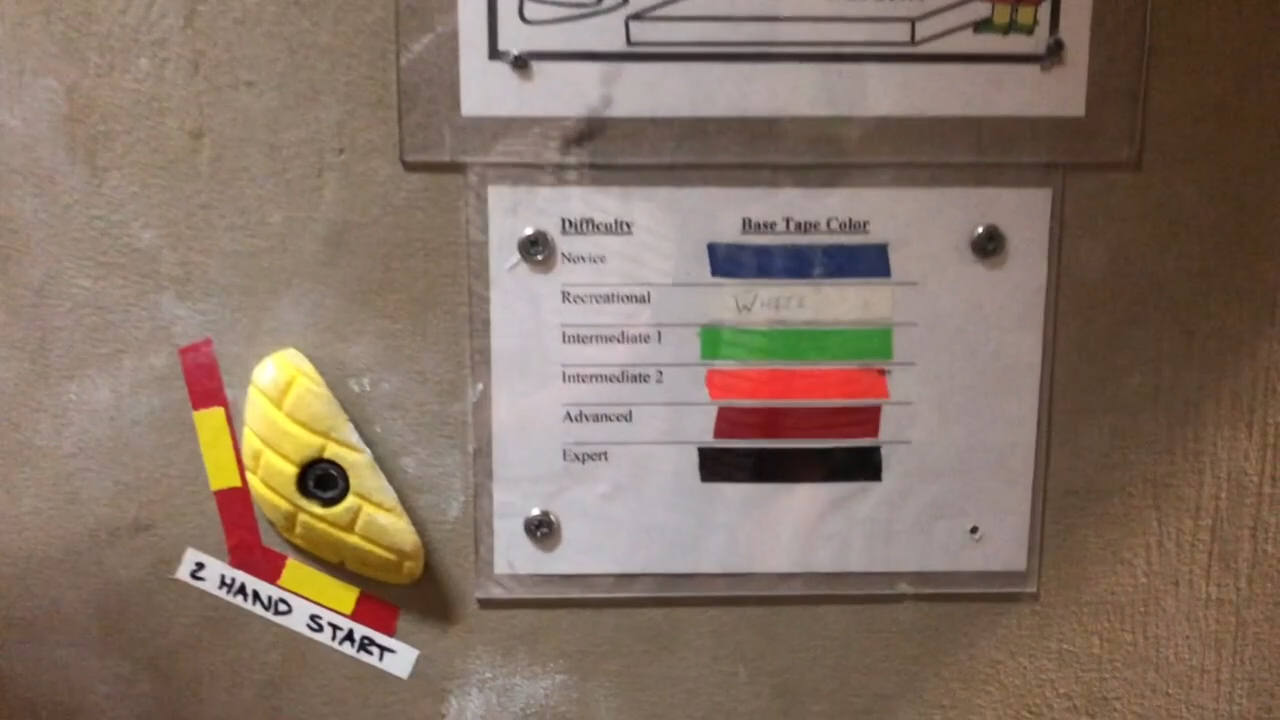 Difficulty Base Tape Color
Novice
Recreational WHITE
Intermediate 1
Intermediate 2
Advanced
Expert
2 HAND START